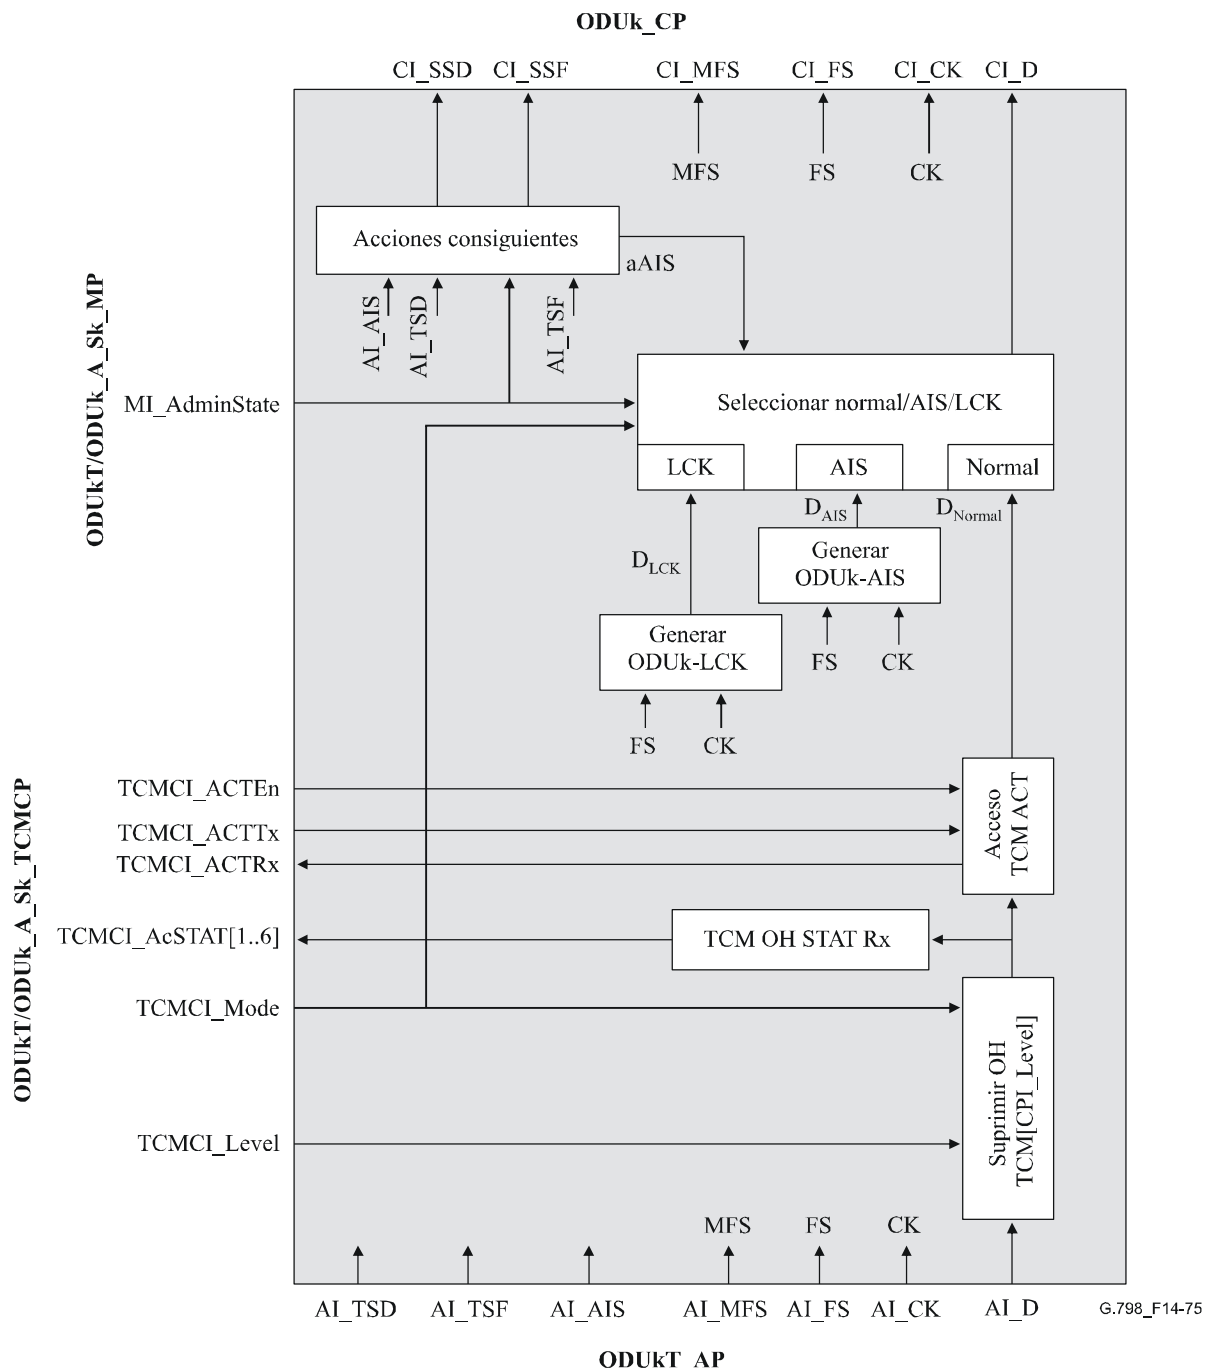 ODUk_CP
CI_SSD CI_SSF CI_MFS CI_FS CI_CK CI_D
MFS FS CK
Acciones consiguientes
aAIS
AI_AIS
AI_TSD
AI_TSF
ODUkT/ODUk_A_Sk_MP
MI_AdminState
Seleccionar normal/AIS/LCK
LCK AIS Normal
D_AIS D_Normal
D_LCK
Generar
ODUk-AIS
Generar
ODUk-LCK
FS CK
FS CK
ODUkT/ODUk_A_Sk_TCMCP
TCMCI_ACTEn
TCMCI_ACTTx
TCMCI_ACTRx
Acceso
TCM ACT
TCMCI_AcSTAT[1..6]
TCM OH STAT Rx
TCMCI_Mode
Suprimir OH
TCM[CPI_Level]
TCMCI_Level
MFS FS CK
AI_TSD AI_TSF AI_AIS AI_MFS AI_FS AI_CK AI_D
G.798_F14-75
ODUkT_AP